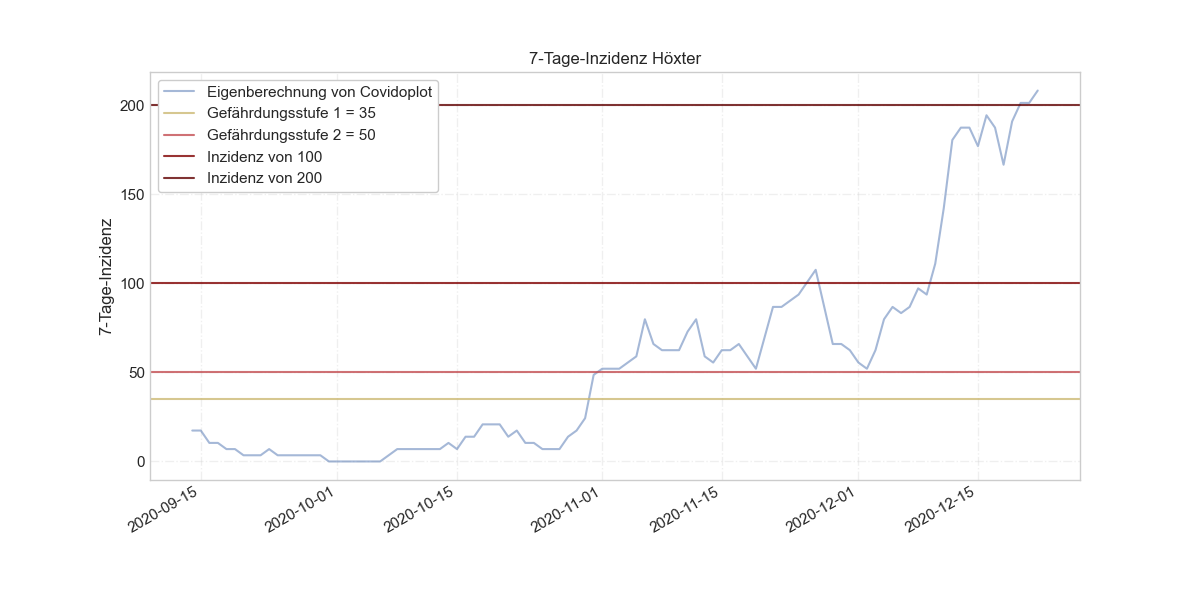 7-Tage-Inzidenz Höxter
Eigenberechnung von Covidoplot
Gefährdungsstufe 1 = 35
Gefährdungsstufe 2 = 50
Inzidenz von 100
Inzidenz von 200
7-Tage-Inzidenz
200
150
100
50
0
2020-09-15
2020-10-01
2020-10-15
2020-11-01
2020-11-15
2020-12-01
2020-12-15